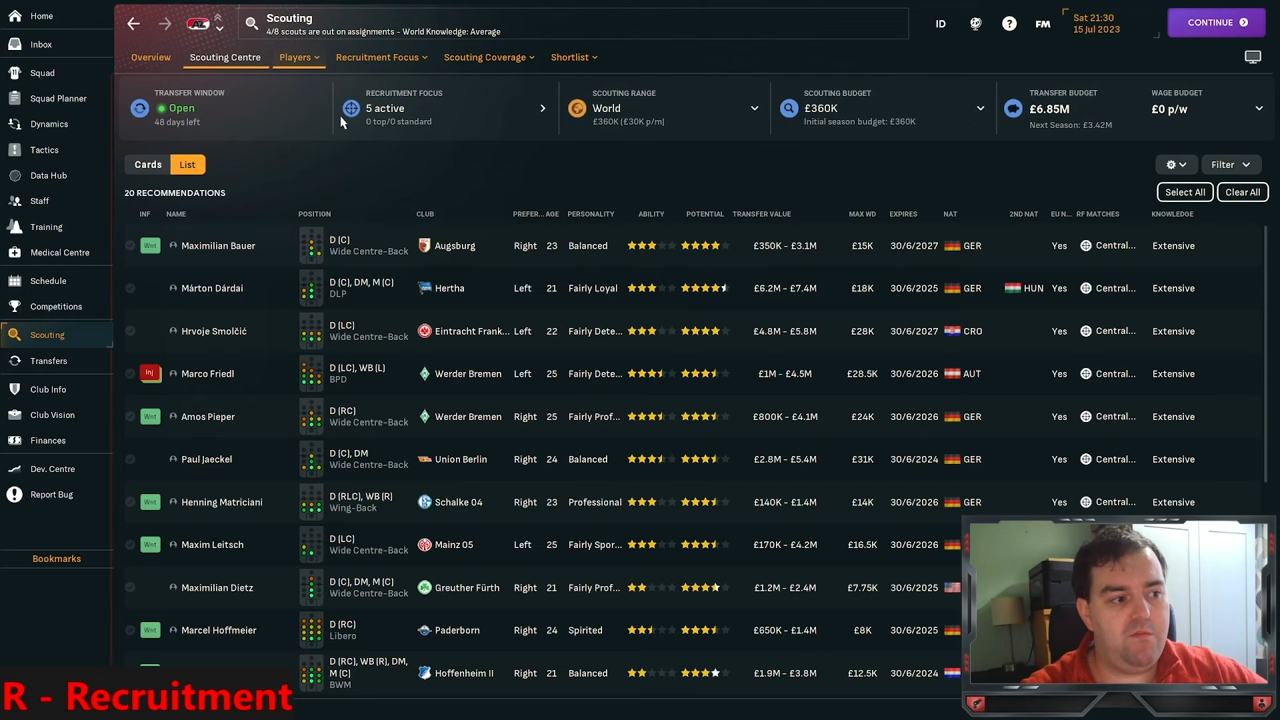 Home
Scouting
4/8 scouts are out on assignments - World Knowledge: Average
ID
FM
Sat 21:30
15 Jul 2023
CONTINUE
Inbox
Squad
Squad Planner
Dynamics
Tactics
Data Hub
Staff
Training
Medical Centre
Schedule
Competitions
Scouting
Transfers
Club Info
Club Vision
Finances
Dev. Centre
Report Bug
Bookmarks
Overview Scouting Centre Players Recruitment Focus Scouting Coverage Shortlist
TRANSFER WINDOW
Open
48 days left
RECRUITMENT FOCUS
5 active
0 top/0 standard
SCOUTING RANGE
World
£360K (£30K p/m)
SCOUTING BUDGET
£360K
Initial season budget: £360K
TRANSFER BUDGET
£6.85M
Next Season: £3.42M
WAGE BUDGET
£0 p/w
Cards List
Filter
20 RECOMMENDATIONS
Select All Clear All
INF NAME POSITION CLUB PREFER... AGE PERSONALITY ABILITY POTENTIAL TRANSFER VALUE MAX WD EXPIRES NAT 2ND NAT EU N... RF MATCHES KNOWLEDGE
Wnt Maximilian Bauer D (C) Wide Centre-Back Augsburg Right 23 Balanced £350K - £3.1M £15K 30/6/2027 GER Yes Central... Extensive
Márton Dárdai D (C), DM, M (C) DLP Hertha Left 21 Fairly Loyal £6.2M - £7.4M £18K 30/6/2025 GER HUN Yes Central... Extensive
Hrvoje Smolčić D (LC) Wide Centre-Back Eintracht Frank... Left 22 Fairly Dete... £4.8M - £5.8M £28K 30/6/2027 CRO Yes Central... Extensive
Inj Marco Friedl D (LC), WB (L) BPD Werder Bremen Left 25 Fairly Dete... £1M - £4.5M £28.5K 30/6/2026 AUT Yes Central... Extensive
Wnt Amos Pieper D (RC) Wide Centre-Back Werder Bremen Right 25 Fairly Prof... £800K - £4.1M £24K 30/6/2026 GER Yes Central... Extensive
Paul Jaeckel D (C), DM Wide Centre-Back Union Berlin Right 24 Balanced £2.8M - £5.4M £31K 30/6/2024 GER Yes Central... Extensive
Wnt Henning Matriciani D (RLC), WB (R) Wing-Back Schalke 04 Right 23 Professional £140K - £1.4M £14K 30/6/2026 GER Yes Central... Extensive
Wnt Maxim Leitsch D (LC) Wide Centre-Back Mainz 05 Left 25 Fairly Spor... £170K - £4.2M £16.5K 30/6/2026
Maximilian Dietz D (C), DM, M (C) Wide Centre-Back Greuther Fürth Right 21 Fairly Prof... £1.2M - £2.4M £7.75K 30/6/2025
Wnt Marcel Hoffmeier D (RC) Libero Paderborn Right 24 Spirited £650K - £1.4M £8K 30/6/2025
D (RC), WB (R), DM, M (C) BWM Hoffenheim II Right 21 Balanced £1.9M - £3.8M £12.5K 30/6/2024
R - Recruitment